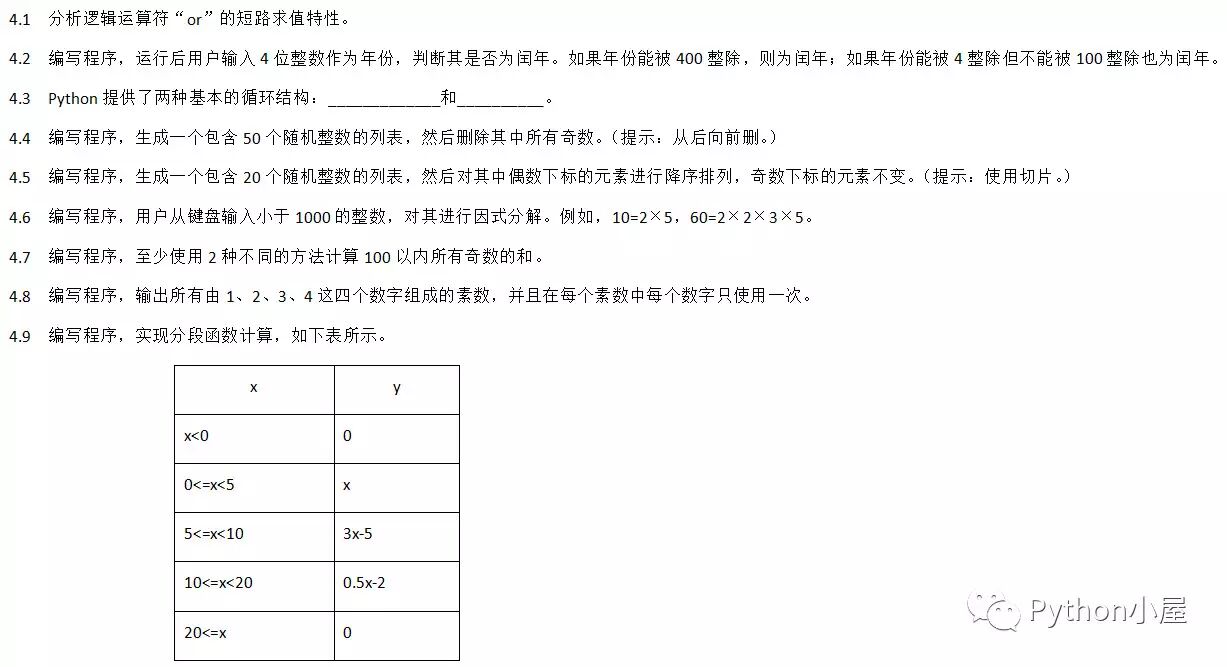 4.1 分析逻辑运算符“or”的短路求值特性。
4.2 编写程序，运行后用户输入 4 位整数作为年份，判断其是否为闰年。如果年份能被 400 整除，则为闰年；如果年份能被 4 整除但不能被 100 整除也为闰年。
4.3 Python 提供了两种基本的循环结构：_____________和__________。
4.4 编写程序，生成一个包含 50 个随机整数的列表，然后删除其中所有奇数。（提示：从后向前删。）
4.5 编写程序，生成一个包含 20 个随机整数的列表，然后对其中偶数下标的元素进行降序排列，奇数下标的元素不变。（提示：使用切片。）
4.6 编写程序，用户从键盘输入小于 1000 的整数，对其进行因式分解。例如，10=2×5，60=2×2×3×5。
4.7 编写程序，至少使用 2 种不同的方法计算 100 以内所有奇数的和。
4.8 编写程序，输出所有由 1、2、3、4 这四个数字组成的素数，并且在每个素数中每个数字只使用一次。
4.9 编写程序，实现分段函数计算，如下表所示。
x y
x<0 0
0<=x<5 x
5<=x<10 3x-5
10<=x<20 0.5x-2
20<=x 0
Python小屋